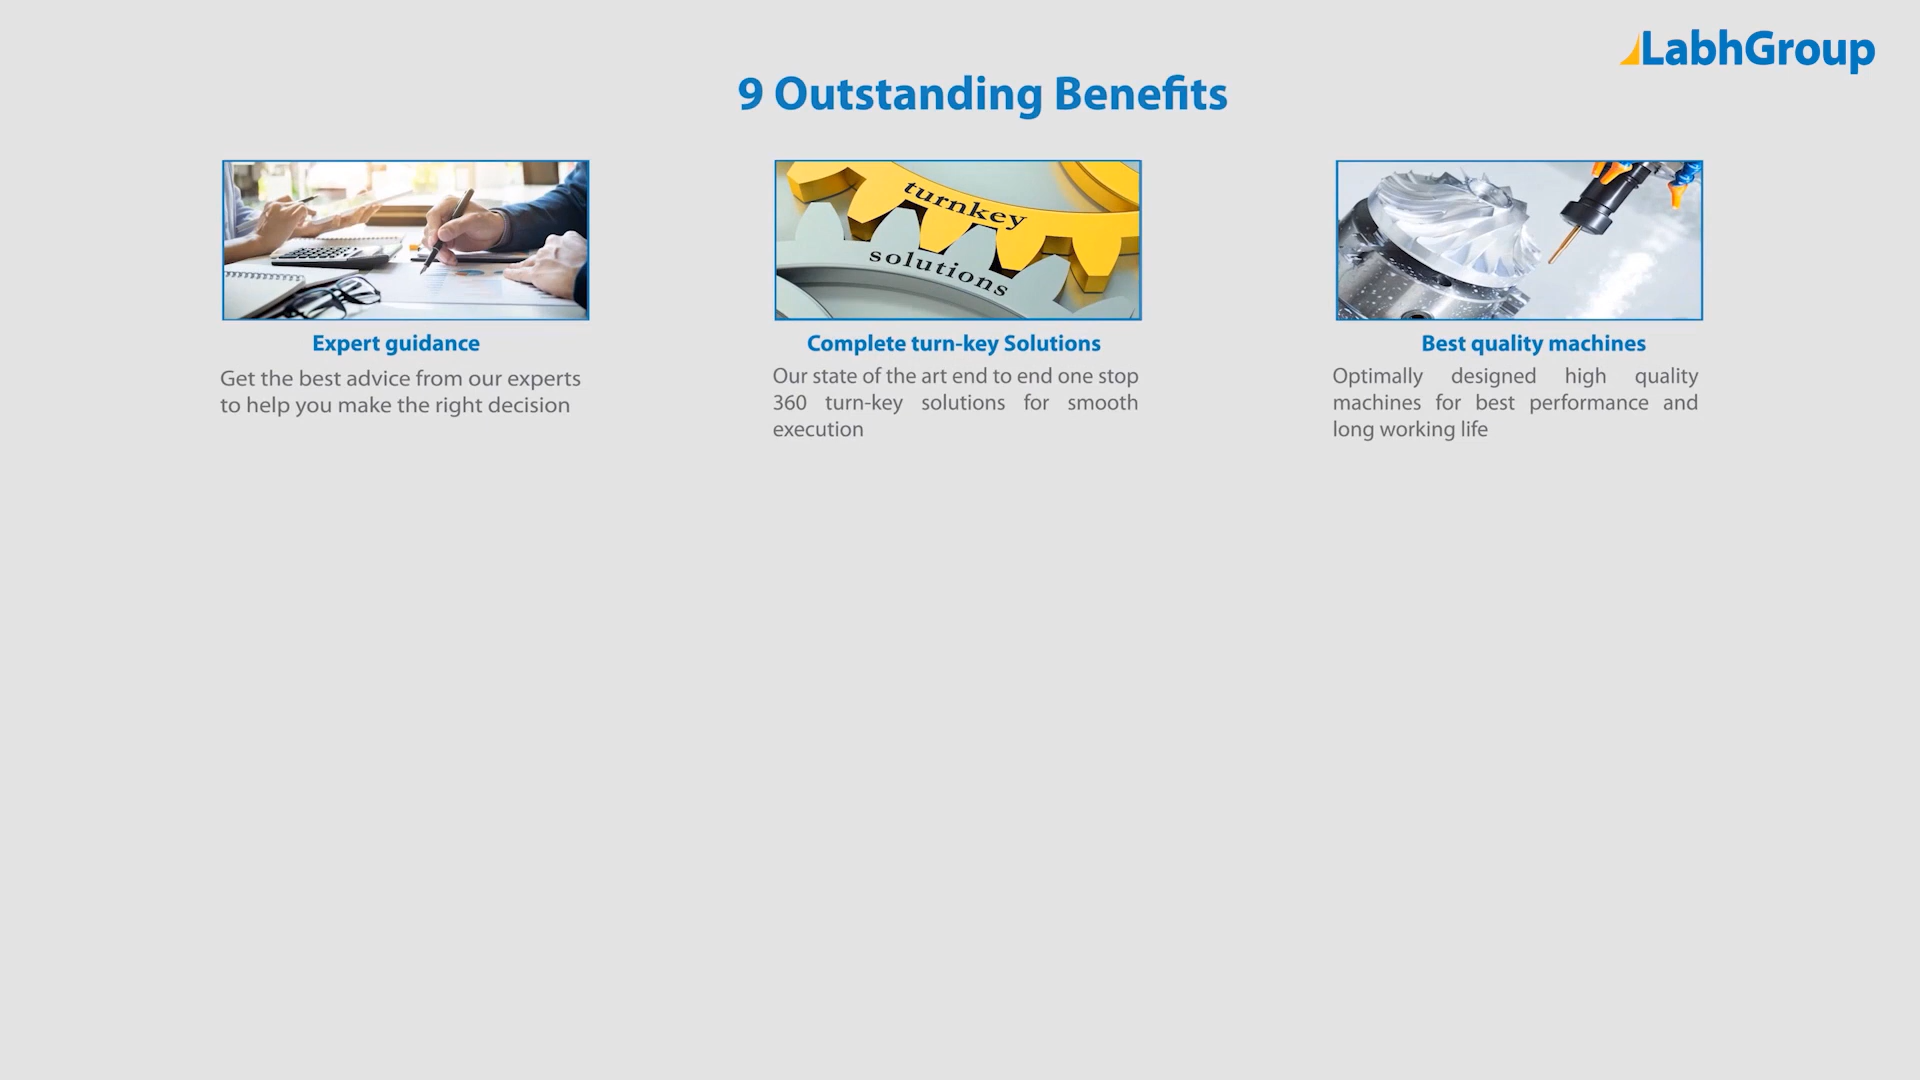 LabhGroup
9 Outstanding Benefits
turnkey
solutions
Expert guidance
Get the best advice from our experts
to help you make the right decision
Complete turn-key Solutions
Our state of the art end to end one stop
360 turn-key solutions for smooth
execution
Best quality machines
Optimally designed high quality
machines for best performance and
long working life